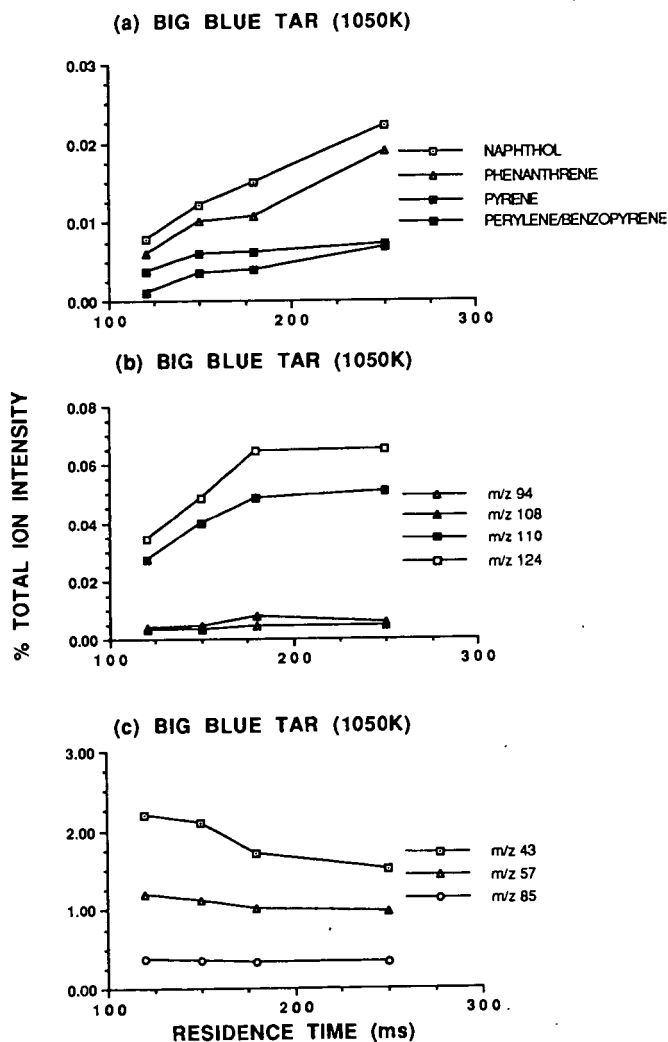 (a) BIG BLUE TAR (1050K)
0.03
0.02
0.01
0.00
100
200
300
NAPHTHOL
PHENANTHRENE
PYRENE
PERYLENE/BENZOPYRENE
(b) BIG BLUE TAR (1050K)
% TOTAL ION INTENSITY
0.08
0.06
0.04
0.02
0.00
100
200
300
m/z 94
m/z 108
m/z 110
m/z 124
(c) BIG BLUE TAR (1050K)
3.00
2.00
1.00
0.00
100
200
300
m/z 43
m/z 57
m/z 85
RESIDENCE TIME (ms)